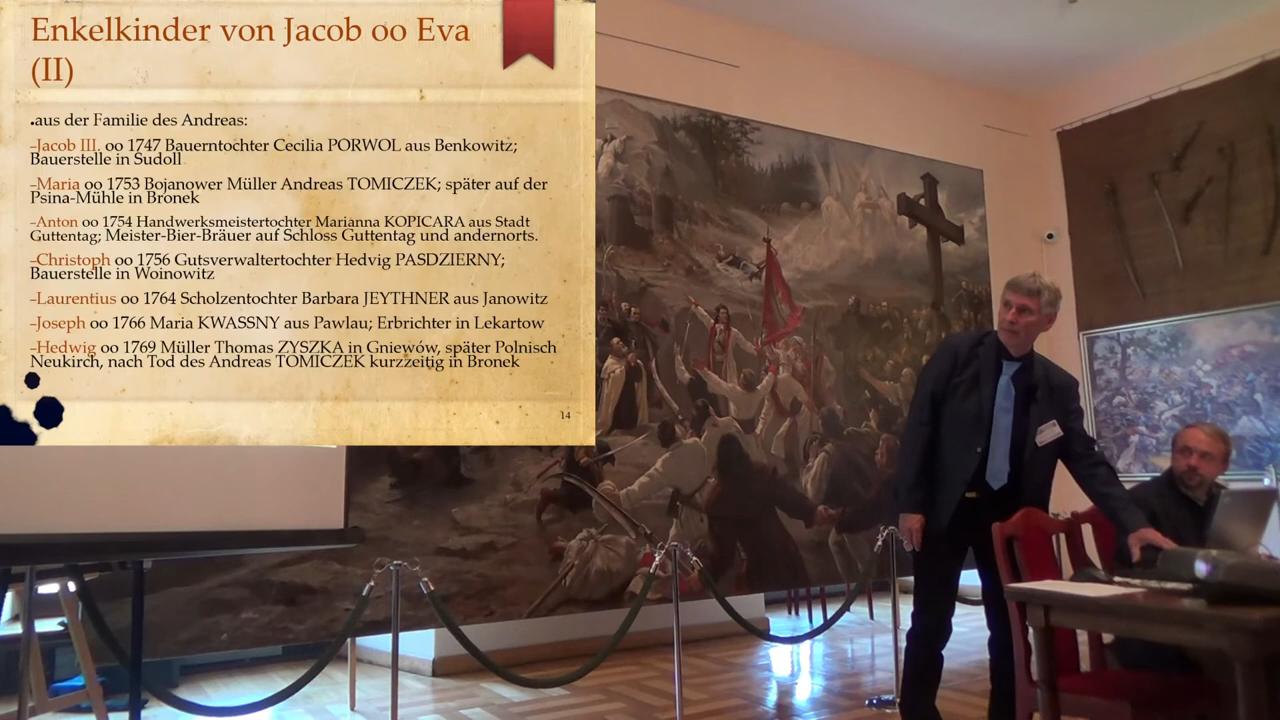 Enkelkinder von Jacob oo Eva
(II)
•aus der Familie des Andreas:
–Jacob III. oo 1747 Bauerntochter Cecilia PORWOL aus Benkowitz;
Bauerstelle in Sudoll
–Maria oo 1753 Bojanower Müller Andreas TOMICZEK; später auf der
Psina-Mühle in Bronek
–Anton oo 1754 Handwerksmeistertochter Marianna KOPICARA aus Stadt
Guttentag; Meister-Bier-Bräuer auf Schloss Guttentag und andernorts.
–Christoph oo 1756 Gutsverwaltertochter Hedvig PASDZIERNY;
Bauerstelle in Woinowitz
–Laurentius oo 1764 Scholzentochter Barbara JEYTHNER aus Janowitz
–Joseph oo 1766 Maria KWASSNY aus Pawlau; Erbrichter in Lekartow
–Hedwig oo 1769 Müller Thomas ZYSZKA in Gniewów, später Polnisch
Neukirch, nach Tod des Andreas TOMICZEK kurzzeitig in Bronek
14